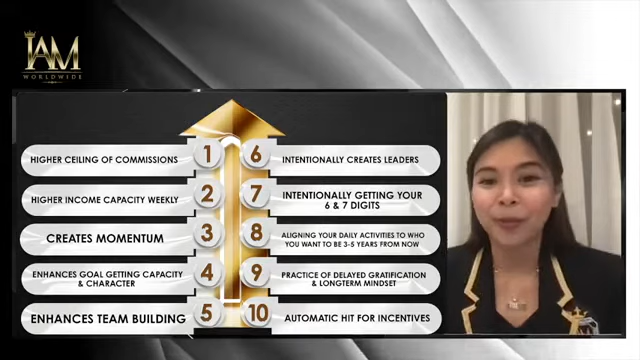 IAM
WORLDWIDE
HIGHER CEILING OF COMMISSIONS
1
HIGHER INCOME CAPACITY WEEKLY
2
CREATES MOMENTUM
3
ENHANCES GOAL GETTING CAPACITY
& CHARACTER
4
ENHANCES TEAM BUILDING
5
6
INTENTIONALLY CREATES LEADERS
7
INTENTIONALLY GETTING YOUR
6 & 7 DIGITS
8
ALIGNING YOUR DAILY ACTIVITIES TO WHO
YOU WANT TO BE 3-5 YEARS FROM NOW
9
PRACTICE OF DELAYED GRATIFICATION
& LONGTERM MINDSET
10
AUTOMATIC HIT FOR INCENTIVES